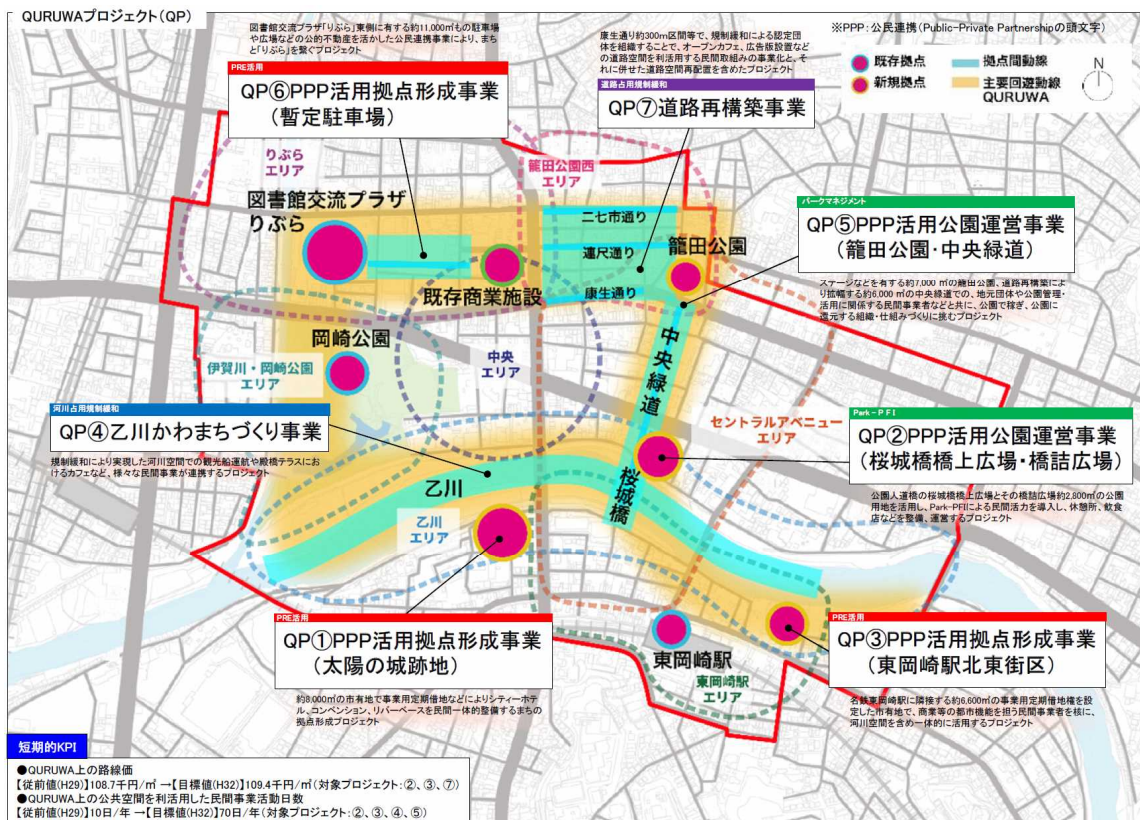 QURUWAプロジェクト(QP)
図書館交流プラザ「りぶら」東側に有する約11,000㎡もの駐車場
や広場などの公的不動産を活かした公民連携事業により、まち
と「りぶら」を繋ぐプロジェクト
PRE活用
QP⑥PPP活用拠点形成事業
(暫定駐車場)
康生通り約300m区間等で、規制緩和による認定団
体を組織することで、オープンカフェ、広告版設置など
の道路空間を利活用する民間取組みの事業化と、そ
れに併せた道路空間再配置を含めたプロジェクト
道路占用規制緩和
QP⑦道路再構築事業
※PPP:公民連携(Public-Private Partnershipの頭文字)
既存拠点
新規拠点
拠点間動線
主要回遊動線
QURUWA
N
りぶら
エリア
籠田公園西
エリア
図書館交流プラザ
りぶら
既存商業施設
二七市通り
連尺通り
康生通り
籠田公園
パークマネジメント
QP⑤PPP活用公園運営事業
(籠田公園・中央緑道)
ステージなどを有する約7,000 ㎡の籠田公園、道路再構築によ
り拡幅する約6,000 ㎡の中央緑道での、地元団体や公園管理・
活用に関係する民間事業者などと共に、公園で稼ぎ、公園に
還元する組織・仕組みづくりに挑むプロジェクト
岡崎公園
伊賀川・岡崎公園
エリア
中央
エリア
中央緑道
セントラルアベニュー
エリア
河川占用規制緩和
QP④乙川かわまちづくり事業
規制緩和により実現した河川空間での観光船運航や殿橋テラスにお
けるカフェなど、様々な民間事業が連携するプロジェクト
Park-PFI
QP②PPP活用公園運営事業
(桜城橋橋上広場・橋詰広場)
公園人道橋の桜城橋橋上広場とその橋詰広場約2,800㎡の公園
用地を活用し、Park-PFIによる民間活力を導入し、休憩所、飲食
店などを整備、運営するプロジェクト
乙川
桜城橋
乙川
エリア
PRE活用
QP①PPP活用拠点形成事業
(太陽の城跡地)
約8,000㎡の市有地で事業用定期借地などによりシティーホテ
ル、コンベンション、リバーベースを民間一体的整備するまちの
拠点形成プロジェクト
東岡崎駅
東岡崎駅
エリア
PRE活用
QP③PPP活用拠点形成事業
(東岡崎駅北東街区)
名鉄東岡崎駅に隣接する約6,600㎡の事業用定期借地権を設
定した市有地で、商業等の都市機能を担う民間事業者を核に、
河川空間を含め一体的に活用するプロジェクト
短期的KPI
●QURUWA上の路線価
【従前値(H29)】108.7千円/㎡ →【目標値(H32)】109.4千円/㎡(対象プロジェクト:②、③、⑦)
●QURUWA上の公共空間を利活用した民間事業活動日数
【従前値(H29)】10日/年 →【目標値(H32)】70日/年(対象プロジェクト:②、③、④、⑤)